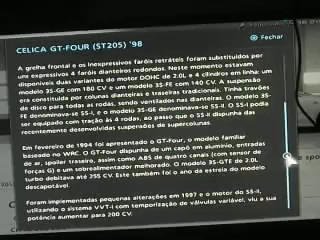 CELICA GT-FOUR (ST205) '98
Fechar
A grelha frontal e os inexpressivos faróis retráteis foram substituídos por
uns expressivos 4 faróis dianteiros redondos. Neste momento estavam
disponíveis duas variantes do motor DOHC de 2.0L e 4 cilindros em linha: um
modelo 3S-GE com 180 CV e um modelo 3S-FE com 140 CV. A suspensão
era constituída por colunas dianteiras e traseiras tradicionais. Tinha travões
de disco para todas as rodas, sendo ventilados nas dianteiras. O modelo 3S-
FE denominava-se SS-I, e o modelo 3S-GE denominava-se SS-II. O SS-I podia
ser equipado com tração às 4 rodas, ao passo que o SS-II dispunha das
recentemente desenvolvidas suspensões de supercolunas.
Em fevereiro de 1994 foi apresentado o GT-Four, o modelo familiar
baseado no WRC. O GT-Four dispunha de um capô em alumínio, entradas
de ar, spoiler traseiro, assim como ABS de quatro canais (com sensor de
forças G) e um sobrealimentador melhorado. O modelo 3S-GTE de 2.0L
turbo debitava até 255 CV. Este também foi o ano da estreia do modelo
descapotável.
Foram implementadas pequenas alterações em 1997 e o motor do SS-II,
utilizando o sistema VVT-i com temporização de válvulas variável, viu a sua
potência aumentar para 200 CV.